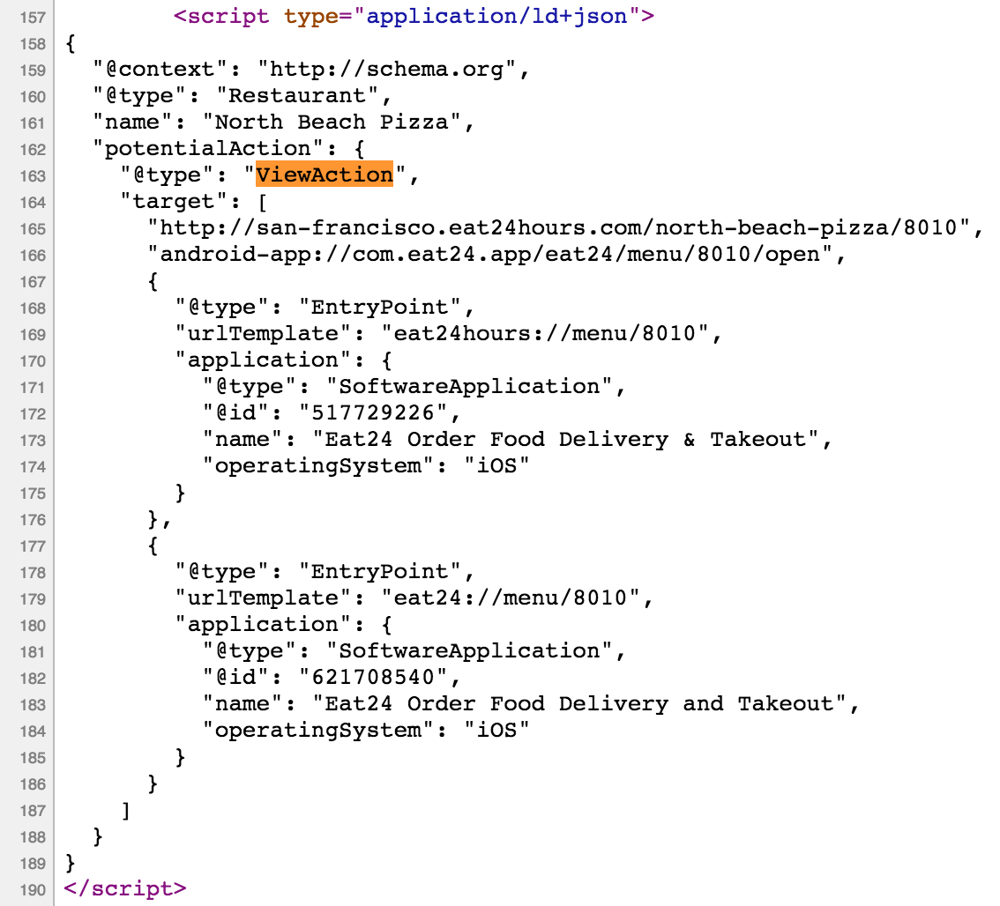 157 <script type="application/ld+json">
158 {
159 "@context": "http://schema.org",
160 "@type": "Restaurant",
161 "name": "North Beach Pizza",
162 "potentialAction": {
163 "@type": "ViewAction",
164 "target": [
165 "http://san-francisco.eat24hours.com/north-beach-pizza/8010",
166 "android-app://com.eat24.app/eat24/menu/8010/open",
167 {
168 "@type": "EntryPoint",
169 "urlTemplate": "eat24hours://menu/8010",
170 "application": {
171 "@type": "SoftwareApplication",
172 "@id": "517729226",
173 "name": "Eat24 Order Food Delivery & Takeout",
174 "operatingSystem": "iOS"
175 }
176 },
177 {
178 "@type": "EntryPoint",
179 "urlTemplate": "eat24://menu/8010",
180 "application": {
181 "@type": "SoftwareApplication",
182 "@id": "621708540",
183 "name": "Eat24 Order Food Delivery and Takeout",
184 "operatingSystem": "iOS"
185 }
186 }
187 ]
188 }
189 }
190 </script>